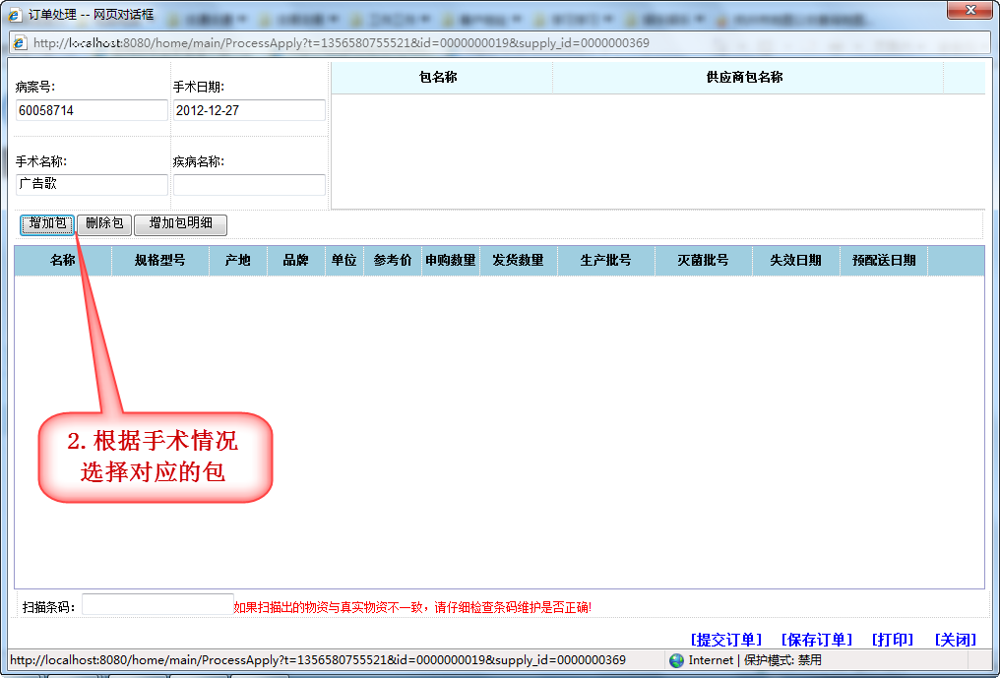 订单处理 -- 网页对话框
http://localhost:8080/home/main/ProcessApply?t=1356580755521&id=0000000019&supply_id=0000000369
病案号: 手术日期:
60058714 2012-12-27
手术名称: 疾病名称:
广告歌
包名称 供应商包名称
增加包 删除包 增加包明细
名称 规格型号 产地 品牌 单位 参考价 申购数量 发货数量 生产批号 灭菌批号 失效日期 预配送日期
2.根据手术情况
选择对应的包
扫描条码: 如果扫描出的物资与真实物资不一致，请仔细检查条码维护是否正确!
[提交订单] [保存订单] [打印] [关闭]
http://localhost:8080/home/main/ProcessApply?t=1356580755521&id=0000000019&supply_id=0000000369 Internet | 保护模式: 禁用